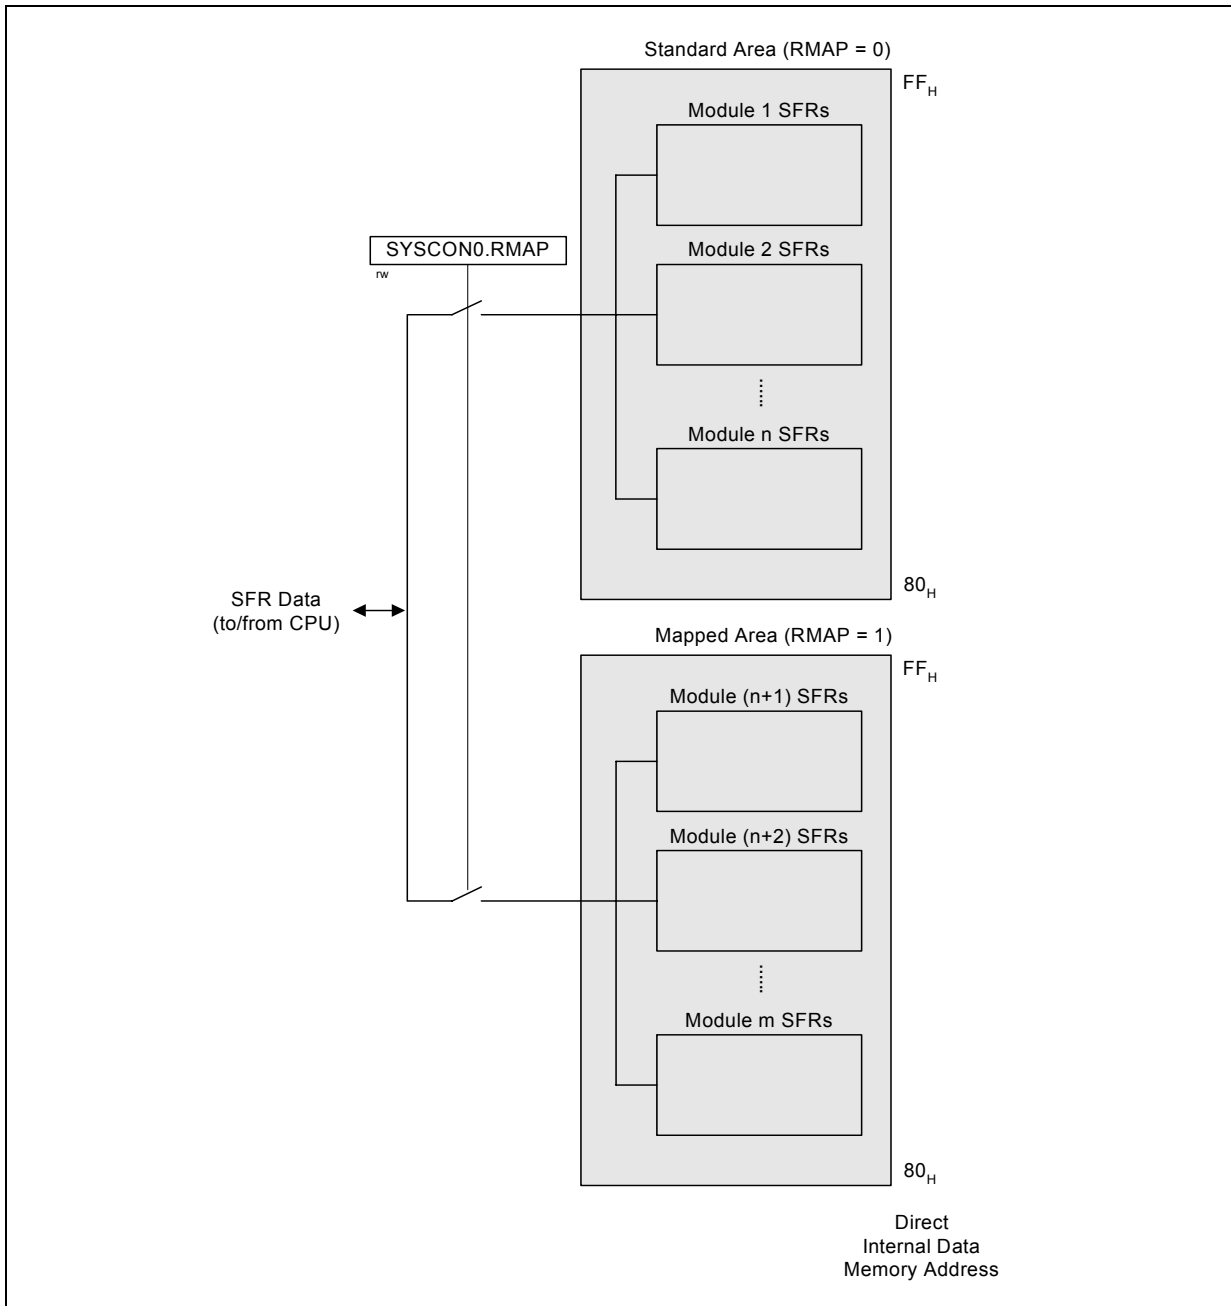 Standard Area (RMAP = 0)
FFH
Module 1 SFRs
SYSCON0.RMAP
rw
Module 2 SFRs
Module n SFRs
80H
SFR Data
(to/from CPU)
Mapped Area (RMAP = 1)
FFH
Module (n+1) SFRs
Module (n+2) SFRs
Module m SFRs
80H
Direct
Internal Data
Memory Address